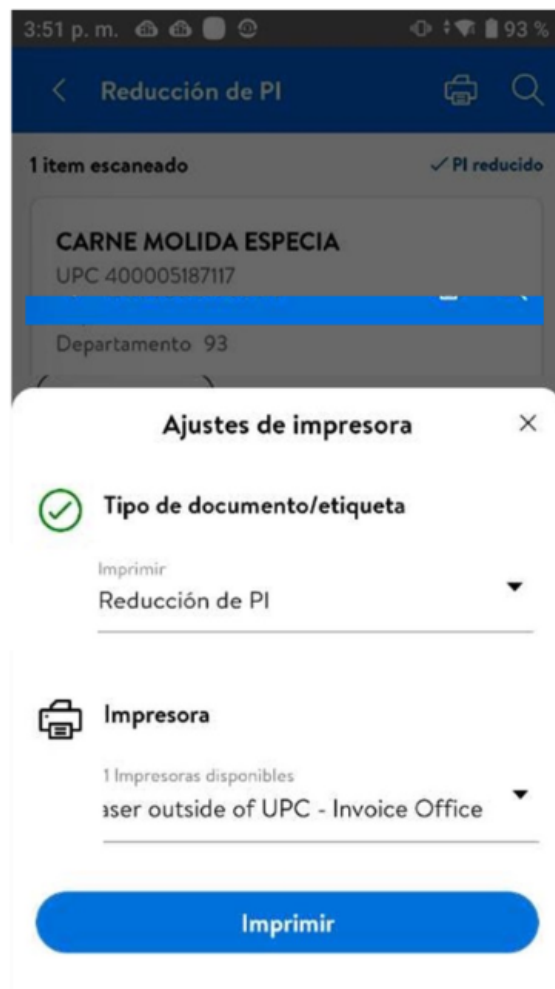 3:51 p. m. 93 %
Reducción de PI
1 item escaneado PI reducido
CARNE MOLIDA ESPECIA
UPC 400005187117
Departamento 93
Ajustes de impresora
Tipo de documento/etiqueta
Imprimir
Reducción de PI
Impresora
1 Impresoras disponibles
aser outside of UPC - Invoice Office
Imprimir